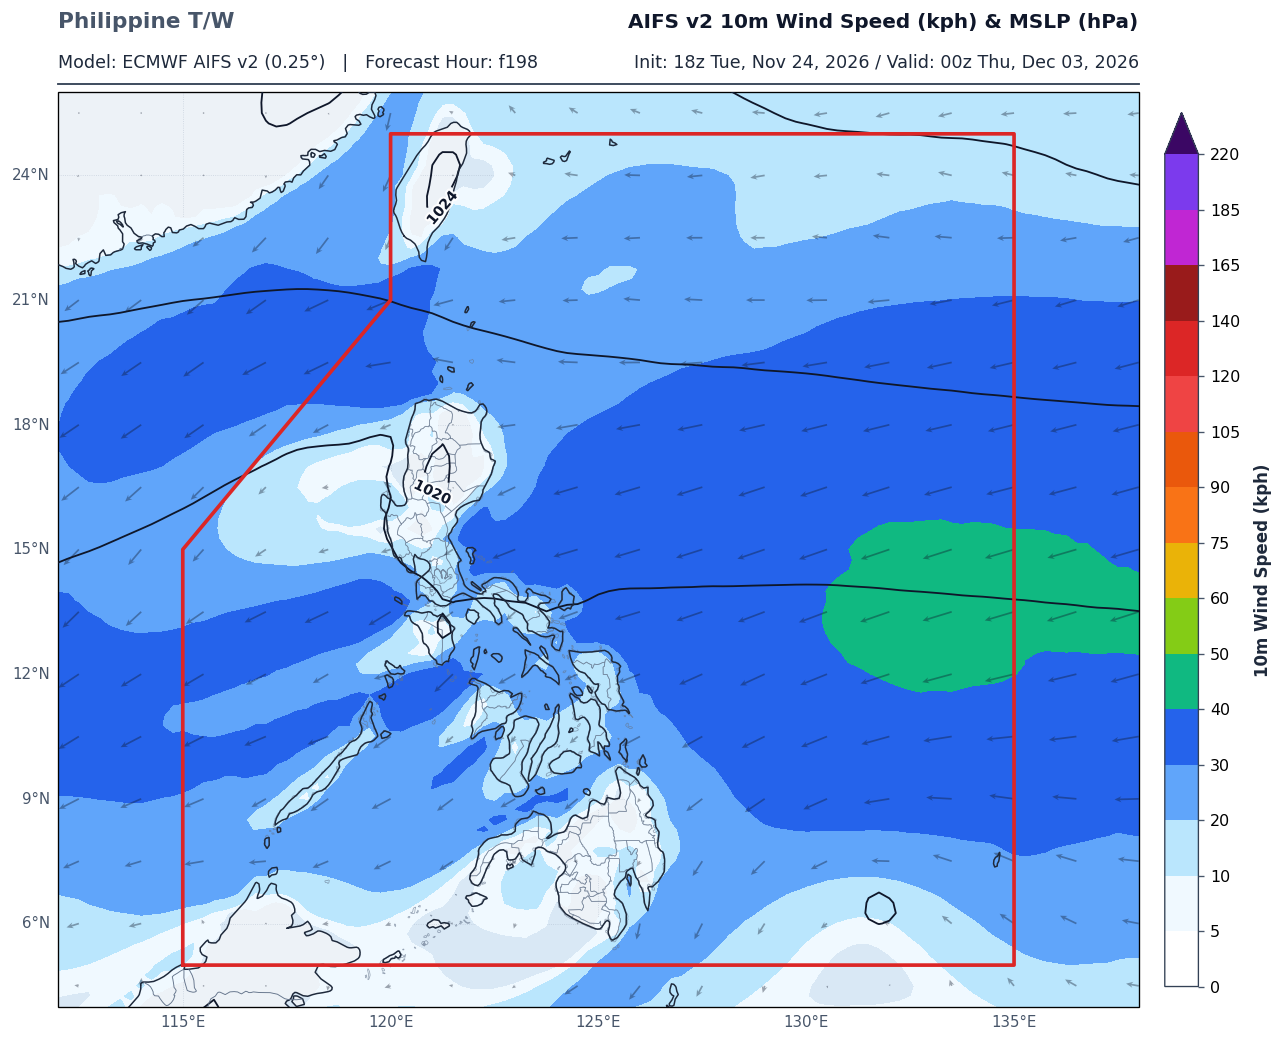 Philippine T/W
AIFS v2 10m Wind Speed (kph) & MSLP (hPa)
Model: ECMWF AIFS v2 (0.25°) | Forecast Hour: f198
Init: 18z Tue, Nov 24, 2026 / Valid: 00z Thu, Dec 03, 2026
24°N
21°N
18°N
15°N
12°N
9°N
6°N
115°E
120°E
125°E
130°E
135°E
1024
1020
220
185
165
140
120
105
90
75
60
50
40
30
20
10
5
0
10m Wind Speed (kph)